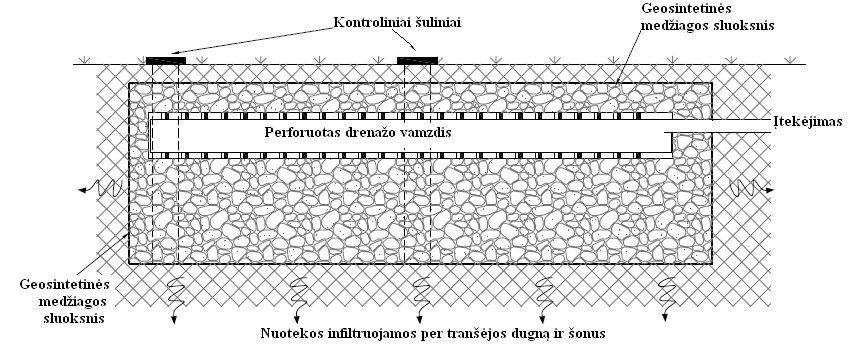 Kontroliniai šuliniai
Geosintetinės
medžiagos sluoksnis
Perforuotas drenažo vamzdis
Įtekėjimas
Geosintetinės
medžiagos
sluoksnis
Nuotekos infiltruojamos per tranšėjos dugną ir šonus